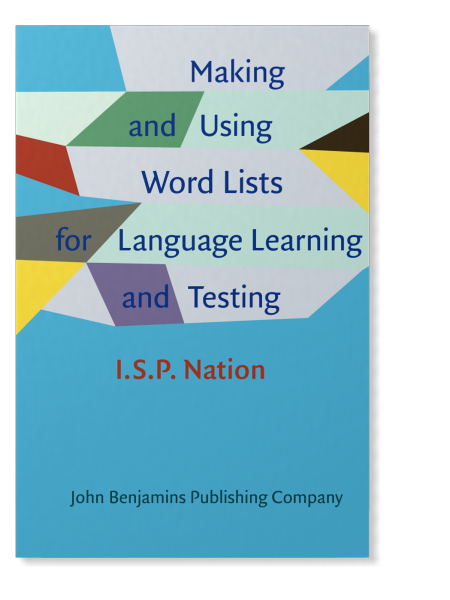 Making
and Using
Word Lists
for Language Learning
and Testing
I.S.P. Nation
John Benjamins Publishing Company